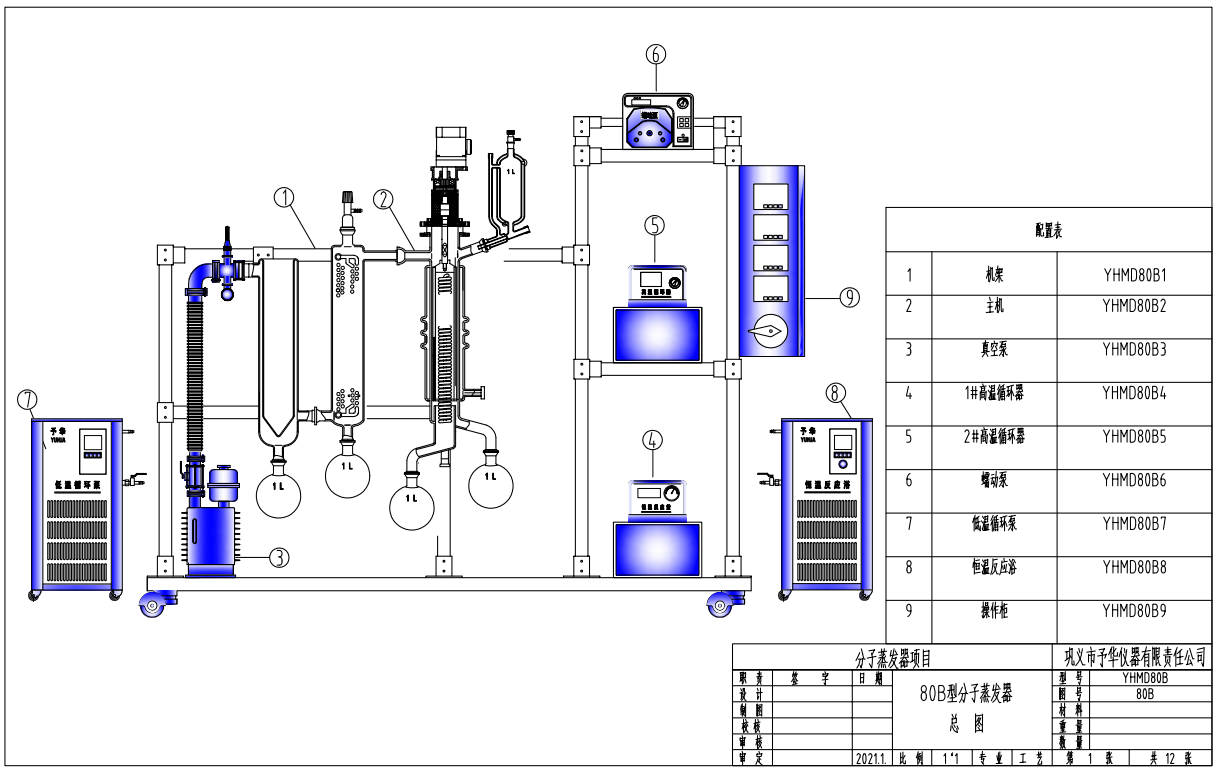 6
1 L
1
2
5
配置表
1 机架 YHMD80B1
2 主机 YHMD80B2
3 真空泵 YHMD80B3
4 1#高温循环器 YHMD80B4
5 2#高温循环器 YHMD80B5
6 蠕动泵 YHMD80B6
7 低温循环泵 YHMD80B7
8 恒温反应浴 YHMD80B8
9 操作柜 YHMD80B9
9
7
8
4
予华
YUHUA
低温循环泵
1 L
1 L
1 L
1 L
予华
YUHUA
恒温反应浴
3
分子蒸发器项目 巩义市予华仪器有限责任公司
职责 签字 日期 80B型分子蒸发器 型号 YHMD80B
设计 总图 图号 80B
制图 材料
校核 重量
审核 数量
审定 2021.1. 比例 1:1 专业 工艺 第 1 张 共 12 张